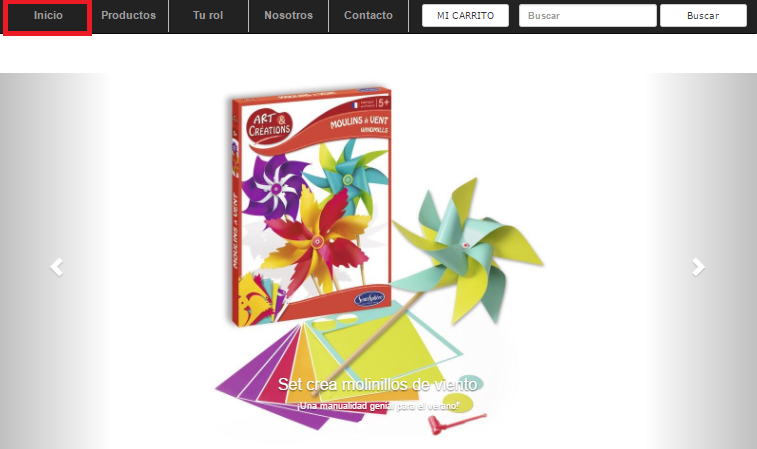 Inicio Productos Tu rol Nosotros Contacto MI CARRITO Buscar Buscar
ART &
CRÉATIONS
5+
MOULINS à VENT
WINDMILLS
MOULINS à VENT
SentoSphère
Set crea molinillos de viento
¡Una manualidad genial para el verano!